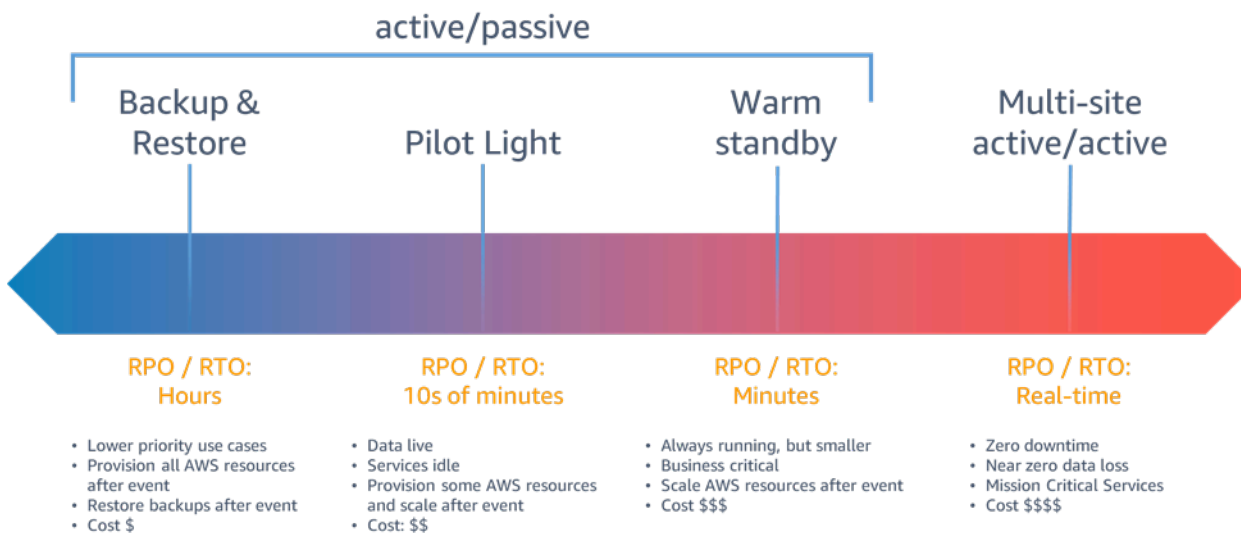 active/passive
Backup &
Restore
Pilot Light
Warm
standby
Multi-site
active/active
RPO / RTO:
Hours
RPO / RTO:
10s of minutes
RPO / RTO:
Minutes
RPO / RTO:
Real-time
• Lower priority use cases
• Provision all AWS resources
after event
• Restore backups after event
• Cost $
• Data live
• Services idle
• Provision some AWS resources
and scale after event
• Cost: $$
• Always running, but smaller
• Business critical
• Scale AWS resources after event
• Cost $$$
• Zero downtime
• Near zero data loss
• Mission Critical Services
• Cost $$$$